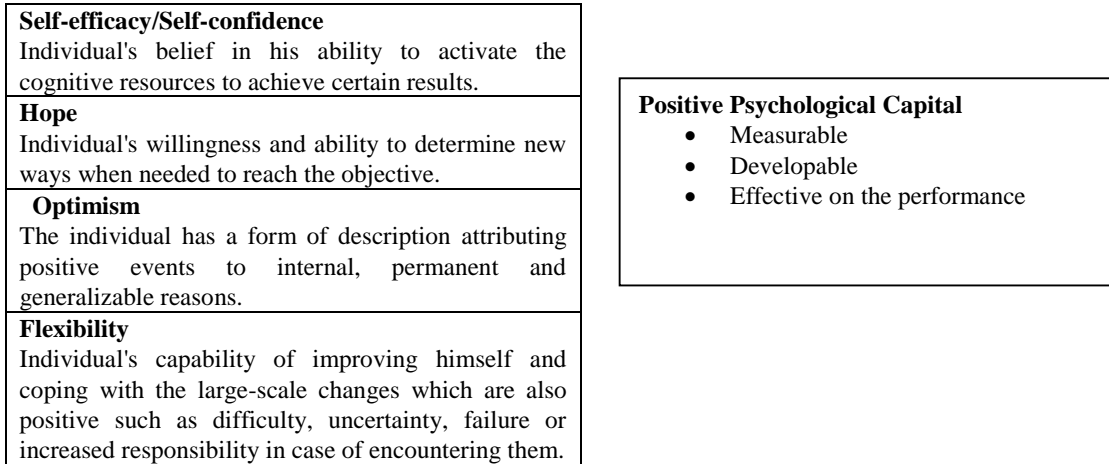 Self-efficacy/Self-confidence
Individual's belief in his ability to activate the
cognitive resources to achieve certain results.
Hope
Individual's willingness and ability to determine new
ways when needed to reach the objective.
Optimism
The individual has a form of description attributing
positive events to internal, permanent and
generalizable reasons.
Flexibility
Individual's capability of improving himself and
coping with the large-scale changes which are also
positive such as difficulty, uncertainty, failure or
increased responsibility in case of encountering them.
Positive Psychological Capital
• Measurable
• Developable
• Effective on the performance